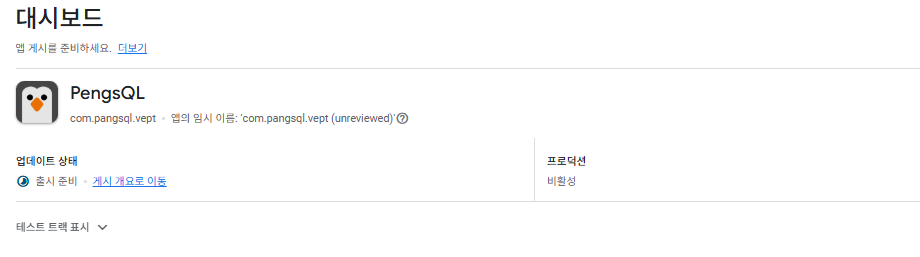 대시보드
앱 게시를 준비하세요. 더보기
PengsQL
com.pangsql.vept • 앱의 임시 이름: 'com.pangsql.vept (unreviewed)'
업데이트 상태
출시 준비 • 게시 개요로 이동
프로덕션
비활성
테스트 트랙 표시